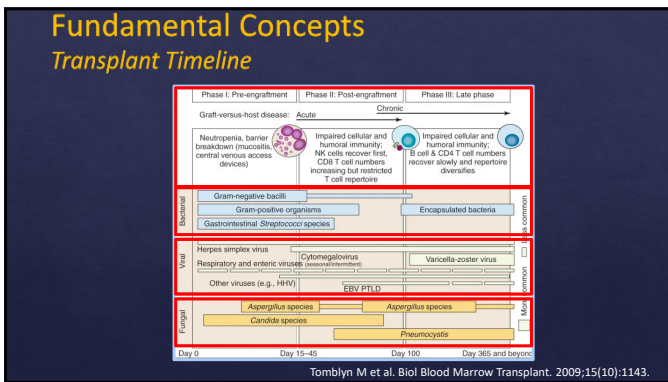 Fundamental Concepts
Transplant Timeline
Phase I: Pre-engraftment
Phase II: Post-engraftment
Phase III: Late phase
Chronic
Graft-versus-host disease:
Acute
Neutropenia, barrier
breakdown (mucositis,
central venous access
devices)
Impaired cellular and
humoral immunity;
NK cells recover first,
CD8 T cell numbers
increasing but restricted
T cell repertoire
Impaired cellular and
humoral immunity;
B cell & CD4 T cell numbers
recover slowly and repertoire
diversifies
Bacterial
Gram-negative bacilli
Gram-positive organisms
Encapsulated bacteria
Gastrointestinal Streptococci species
Less common
Viral
Herpes simplex virus
Cytomegalovirus
Varicella-zoster virus
Respiratory and enteric viruses (seasonal/intermittent)
Other viruses (e.g., HHV)
EBV PTLD
More common
Fungal
Aspergillus species
Aspergillus species
Candida species
Pneumocystis
Day 0
Day 15–45
Day 100
Day 365 and beyond
Tomblyn M et al. Biol Blood Marrow Transplant. 2009;15(10):1143.